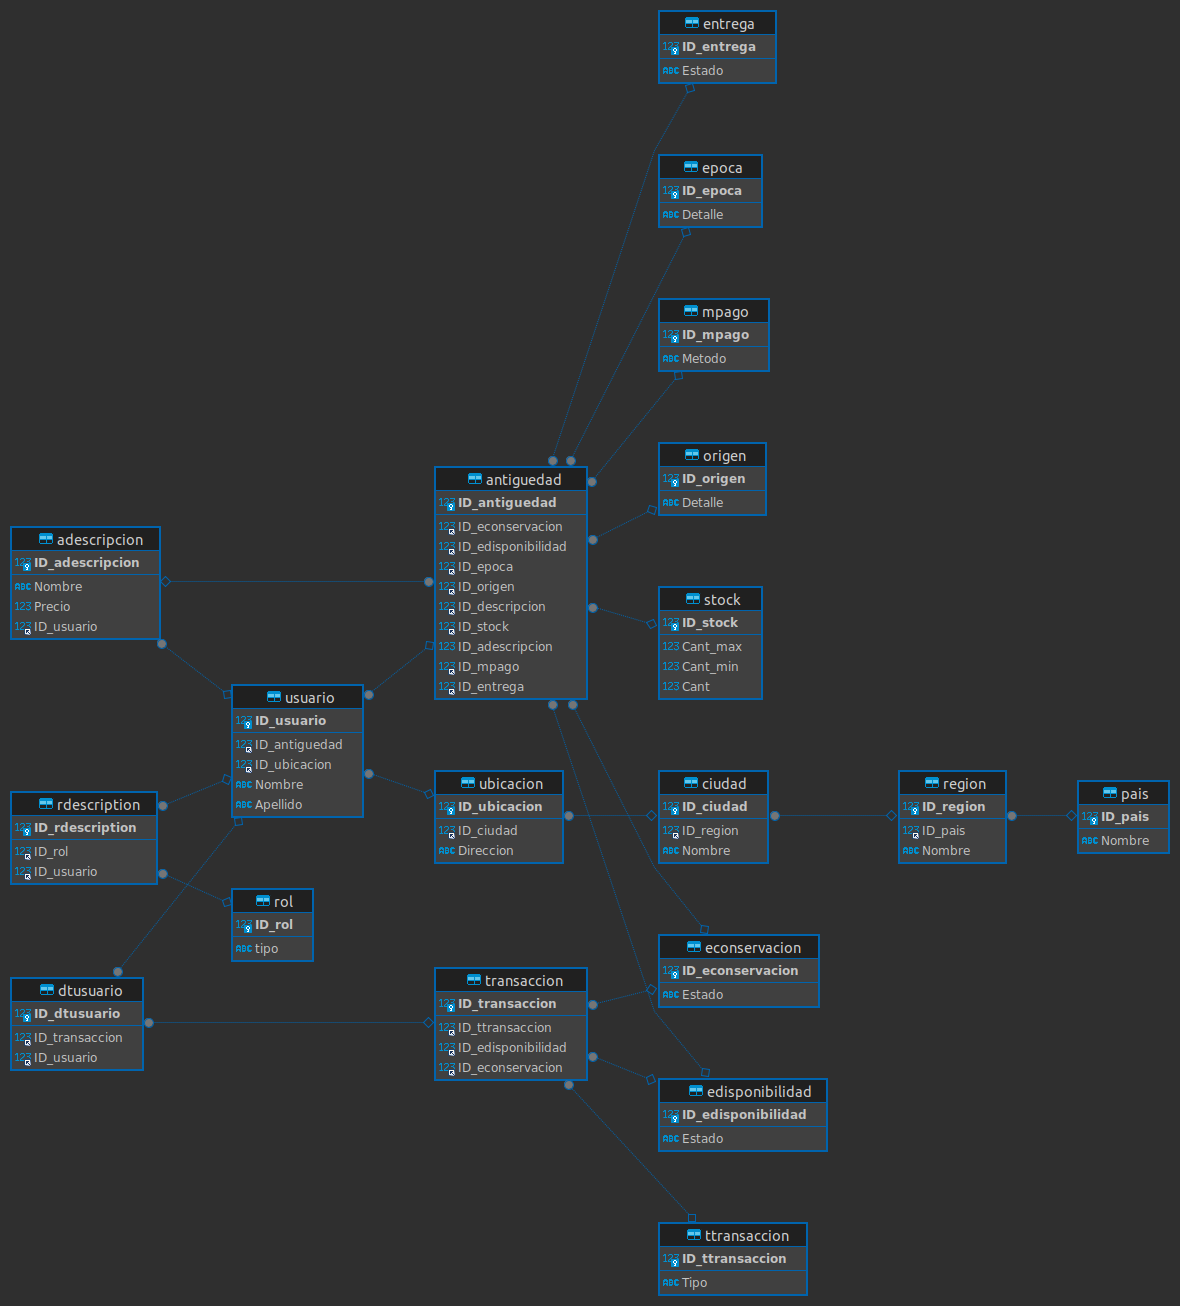 entrega
ID_entrega
Estado
epoca
ID_epoca
Detalle
mpago
ID_mpago
Metodo
origen
ID_origen
Detalle
antiguedad
ID_antiguedad
ID_econservacion
ID_edisponibilidad
ID_epoca
ID_origen
ID_descripcion
ID_stock
ID_adescripcion
ID_mpago
ID_entrega
adescripcion
ID_adescripcion
Nombre
Precio
ID_usuario
stock
ID_stock
Cant_max
Cant_min
Cant
usuario
ID_usuario
ID_antiguedad
ID_ubicacion
Nombre
Apellido
ubicacion
ID_ubicacion
ID_ciudad
Direccion
ciudad
ID_ciudad
ID_region
Nombre
region
ID_region
ID_pais
Nombre
pais
ID_pais
Nombre
rdescription
ID_rdescription
ID_rol
ID_usuario
rol
ID_rol
tipo
econservacion
ID_econservacion
Estado
dtusuario
ID_dtusuario
ID_transaccion
ID_usuario
transaccion
ID_transaccion
ID_ttransaccion
ID_edisponibilidad
ID_econservacion
edisponibilidad
ID_edisponibilidad
Estado
ttransaccion
ID_ttransaccion
Tipo